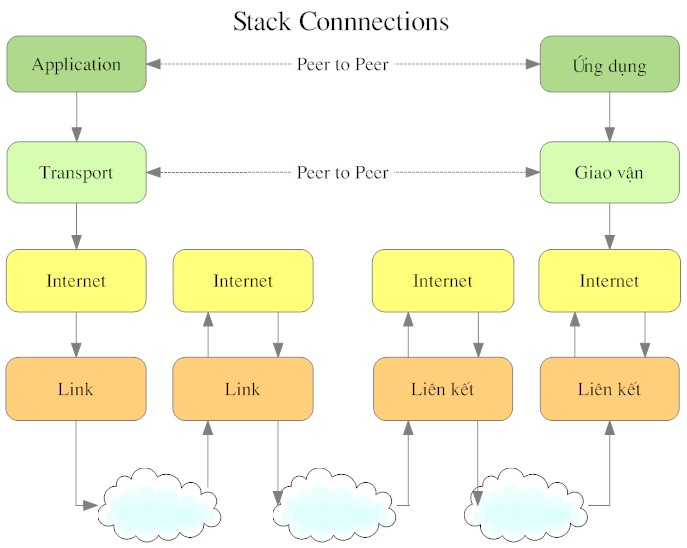 Stack Connnections
Application
Peer to Peer
Ứng dụng
Transport
Peer to Peer
Giao vận
Internet
Internet
Internet
Internet
Link
Link
Liên kết
Liên kết